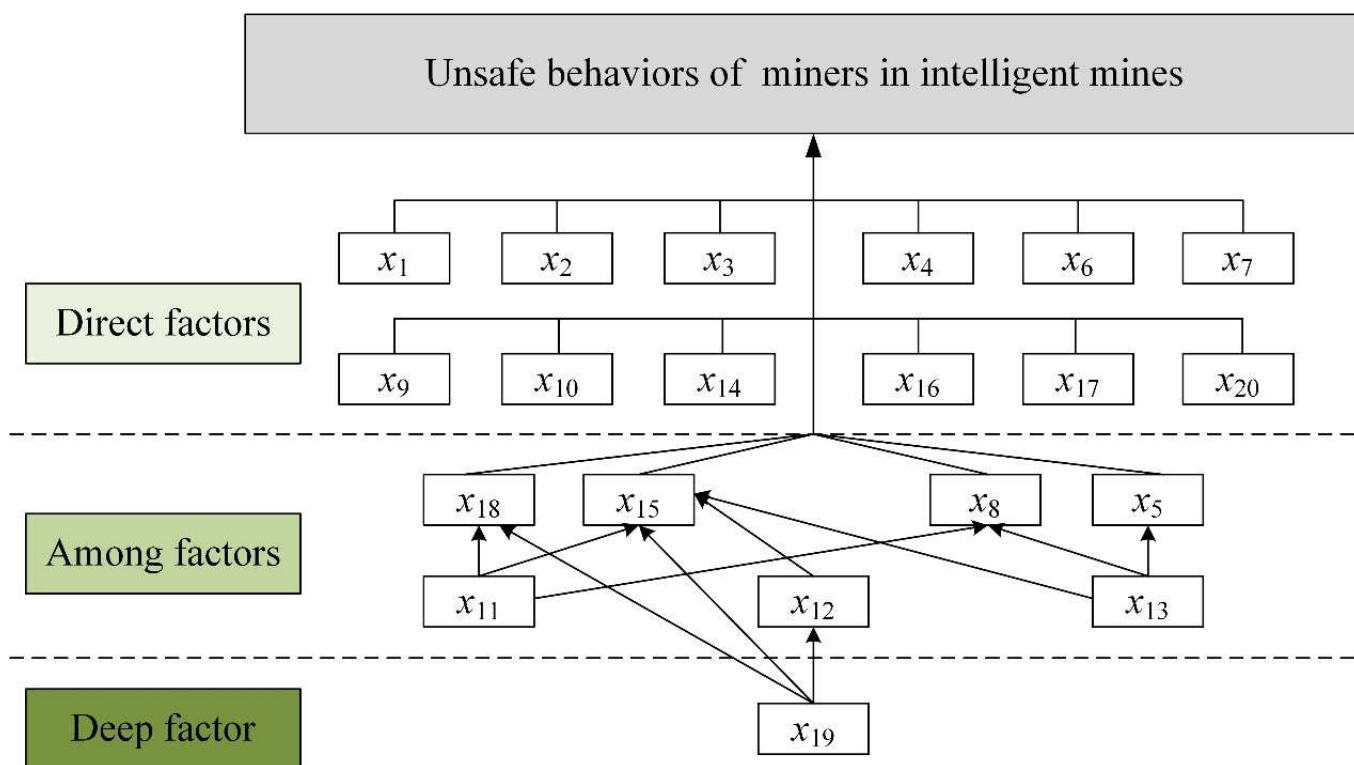 Unsafe behaviors of miners in intelligent mines
x1 x2 x3 x4 x6 x7
Direct factors
x9 x10 x14 x16 x17 x20
x18 x15 x8 x5
Among factors
x11 x12 x13
Deep factor
x19